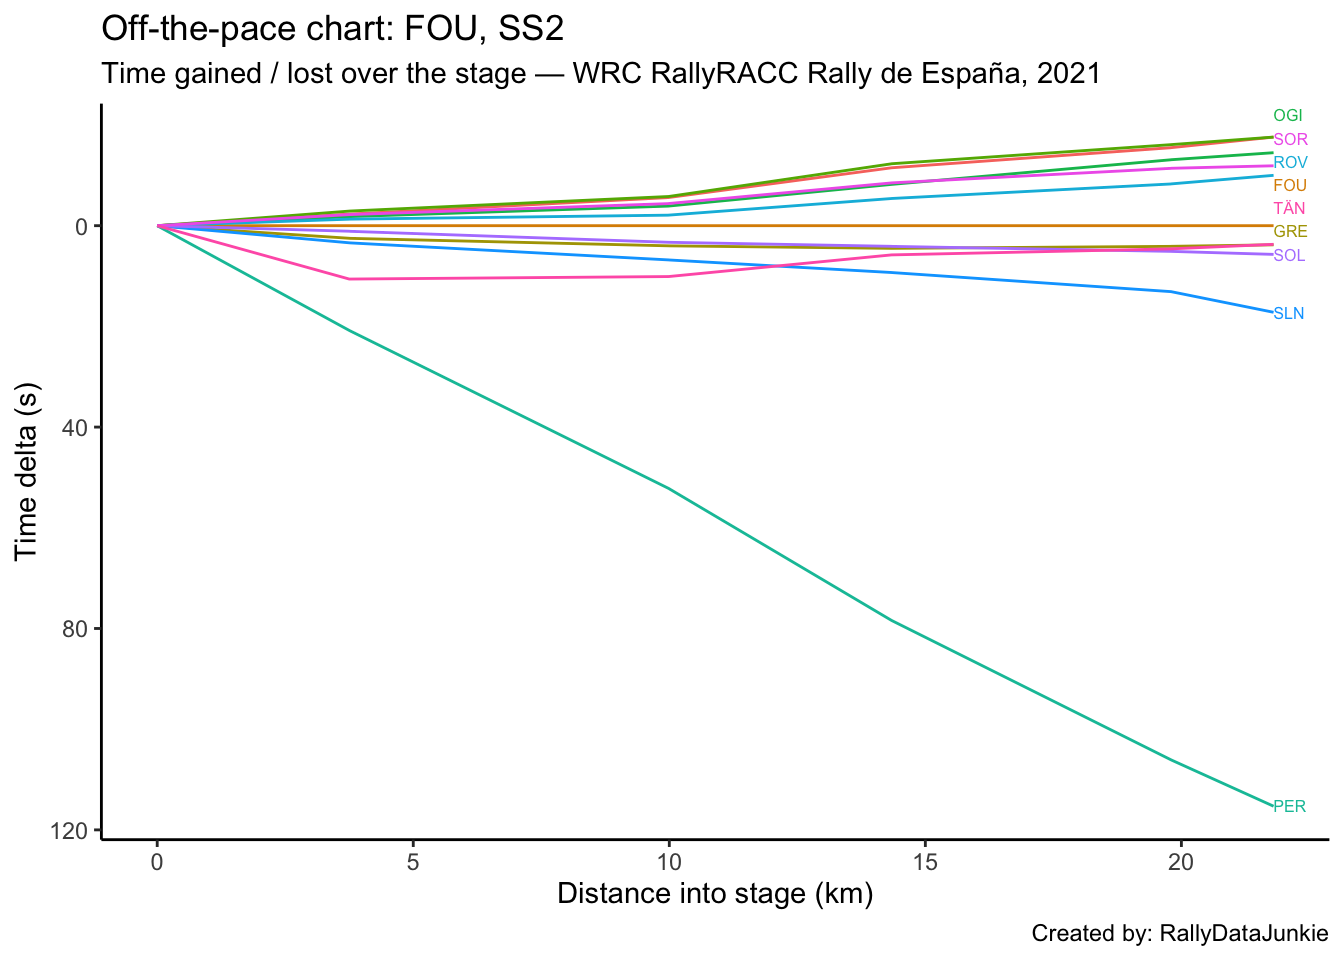 Off-the-pace chart: FOU, SS2
Time gained / lost over the stage — WRC RallyRACC Rally de España, 2021
OGI
SOR
ROV
FOU
TÄN
GRE
SOL
SLN
PER
0
40
80
120
Time delta (s)
0 5 10 15 20
Distance into stage (km)
Created by: RallyDataJunkie